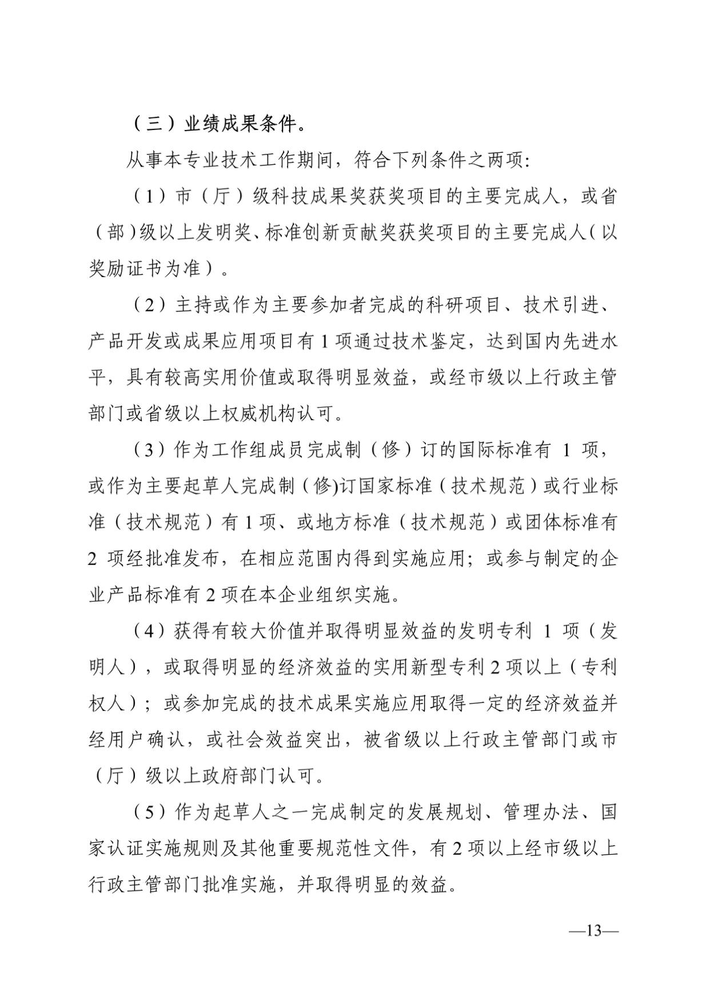 （三）业绩成果条件。
从事本专业技术工作期间，符合下列条件之两项：
（1）市（厅）级科技成果奖获奖项目的主要完成人，或省
（部）级以上发明奖、标准创新贡献奖获奖项目的主要完成人（以
奖励证书为准）。
（2）主持或作为主要参加者完成的科研项目、技术引进、
产品开发或成果应用项目有 1 项通过技术鉴定，达到国内先进水
平，具有较高实用价值或取得明显效益，或经市级以上行政主管
部门或省级以上权威机构认可。
（3）作为工作组成员完成制（修）订的国际标准有 1 项，
或作为主要起草人完成制（修)订国家标准（技术规范）或行业标
准（技术规范）有 1 项、或地方标准（技术规范）或团体标准有
2 项经批准发布，在相应范围内得到实施应用；或参与制定的企
业产品标准有 2 项在本企业组织实施。
（4）获得有较大价值并取得明显效益的发明专利 1 项（发
明人），或取得明显的经济效益的实用新型专利 2 项以上（专利
权人）；或参加完成的技术成果实施应用取得一定的经济效益并
经用户确认，或社会效益突出，被省级以上行政主管部门或市
（厅）级以上政府部门认可。
（5）作为起草人之一完成制定的发展规划、管理办法、国
家认证实施规则及其他重要规范性文件，有 2 项以上经市级以上
行政主管部门批准实施，并取得明显的效益。
—13—